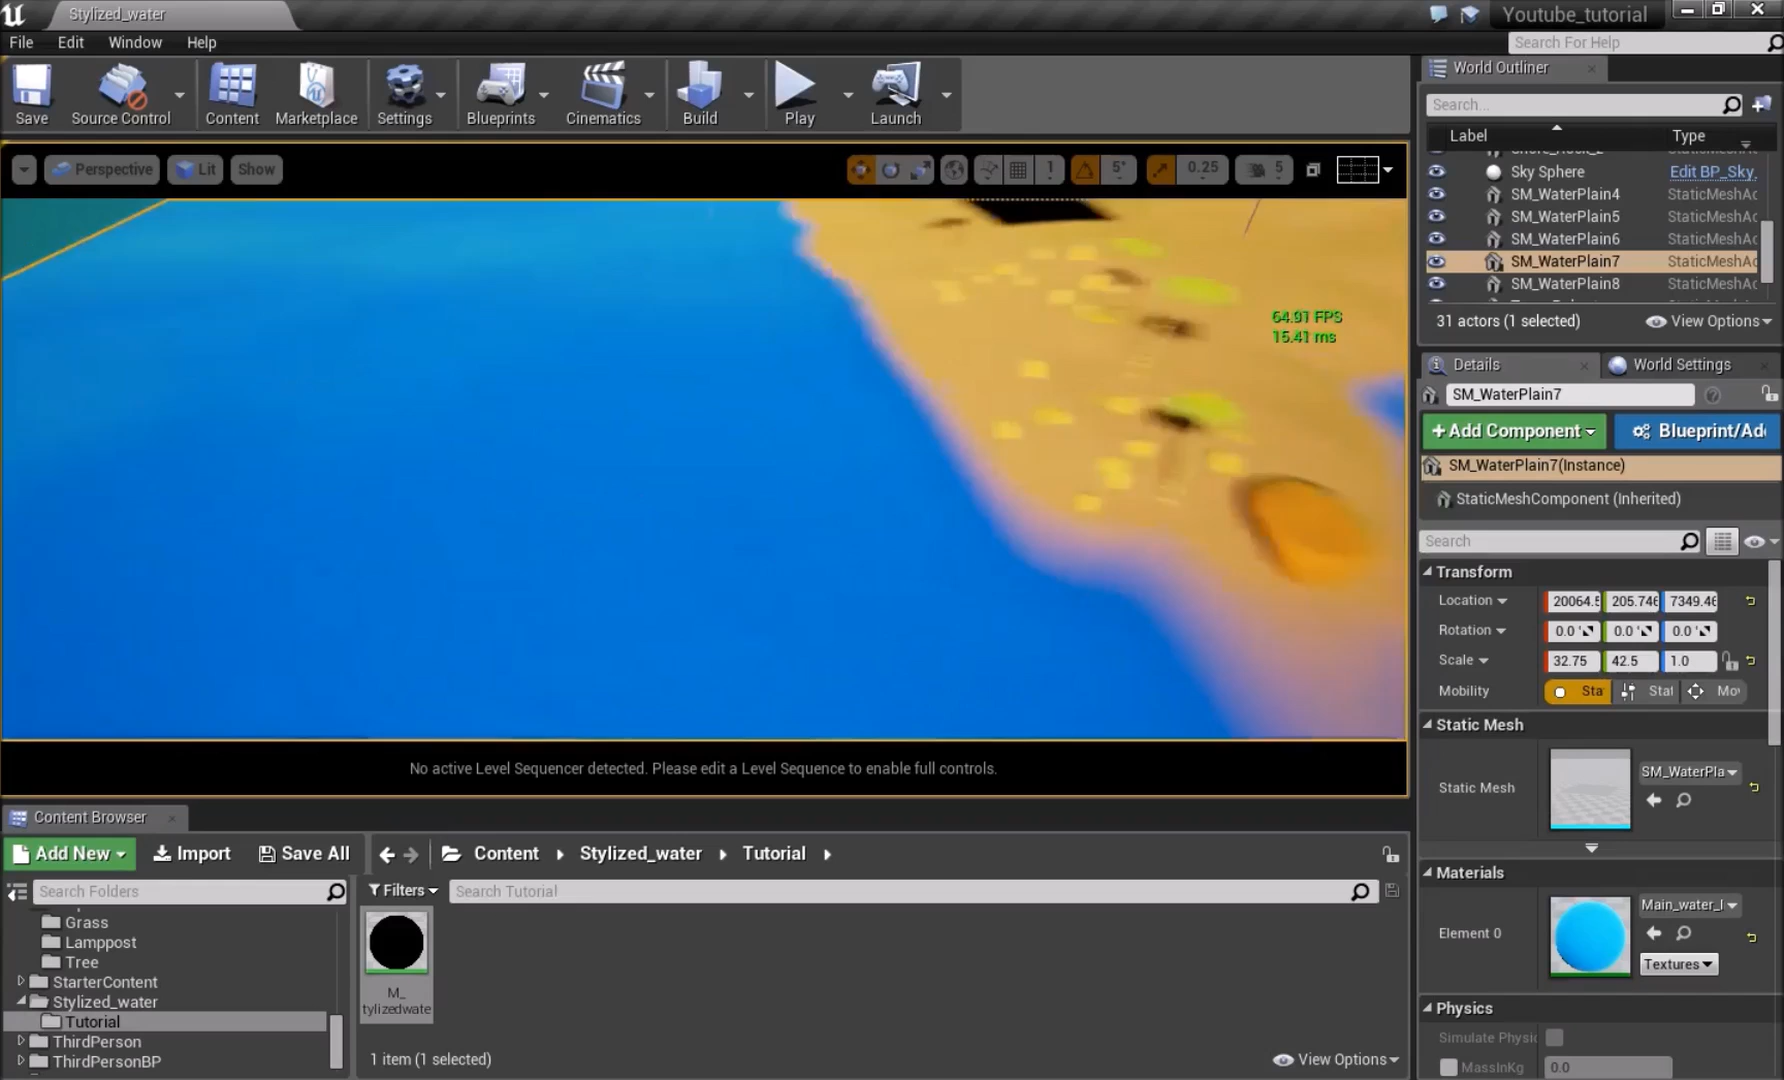 Stylized_water
Youtube_tutorial
File Edit Window Help
Search For Help
Save
Source Control
Content
Marketplace
Settings
Blueprints
Cinematics
Build
Play
Launch
Perspective
Lit
Show
1
5°
0.25
5
64.91 FPS
15.41 ms
No active Level Sequencer detected. Please edit a Level Sequence to enable full controls.
World Outliner
Search...
Label Type
Sky Sphere Edit BP_Sky
SM_WaterPlain4 StaticMeshAc
SM_WaterPlain5 StaticMeshAc
SM_WaterPlain6 StaticMeshAc
SM_WaterPlain7 StaticMeshAc
SM_WaterPlain8 StaticMeshAc
31 actors (1 selected) View Options
Details
World Settings
SM_WaterPlain7
+Add Component
Blueprint/Ad
SM_WaterPlain7(Instance)
StaticMeshComponent (Inherited)
Search
Transform
Location 20064.5 205.746 7349.46
Rotation 0.0 ° 0.0 ° 0.0 °
Scale 32.75 42.5 1.0
Mobility Sta Stat Mov
Static Mesh
Static Mesh SM_WaterPla
Materials
Element 0 Main_water_I
Textures
Physics
Simulate Physic
MassInKg 0.0
Content Browser
Add New Import Save All Content Stylized_water Tutorial
Search Folders
Filters
Search Tutorial
Grass
Lamppost
Tree
StarterContent
Stylized_water
Tutorial
ThirdPerson
ThirdPersonBP
M_
tylizedwate
1 item (1 selected)
View Options